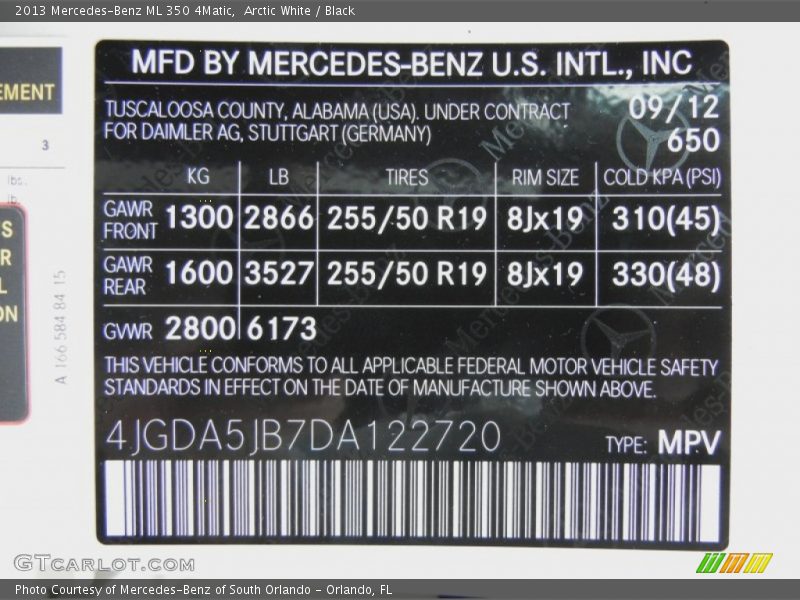 2013 Mercedes-Benz ML 350 4Matic, Arctic White / Black
MFD BY MERCEDES-BENZ U.S. INTL., INC
TUSCALOOSA COUNTY, ALABAMA (USA). UNDER CONTRACT
FOR DAIMLER AG, STUTTGART (GERMANY)
09/12
650
KG LB TIRES RIM SIZE COLD KPA (PSI)
GAWR FRONT 1300 2866 255/50 R19 8Jx19 310(45)
GAWR REAR 1600 3527 255/50 R19 8Jx19 330(48)
GVWR 2800 6173
THIS VEHICLE CONFORMS TO ALL APPLICABLE FEDERAL MOTOR VEHICLE SAFETY
STANDARDS IN EFFECT ON THE DATE OF MANUFACTURE SHOWN ABOVE.
4JGDA5JB7DA122720
TYPE: MPV
EMENT
3
lbs.
lb
S
R
L
ON
A 166 584 84 15
GTCARLOT.COM
Photo Courtesy of Mercedes-Benz of South Orlando - Orlando, FL